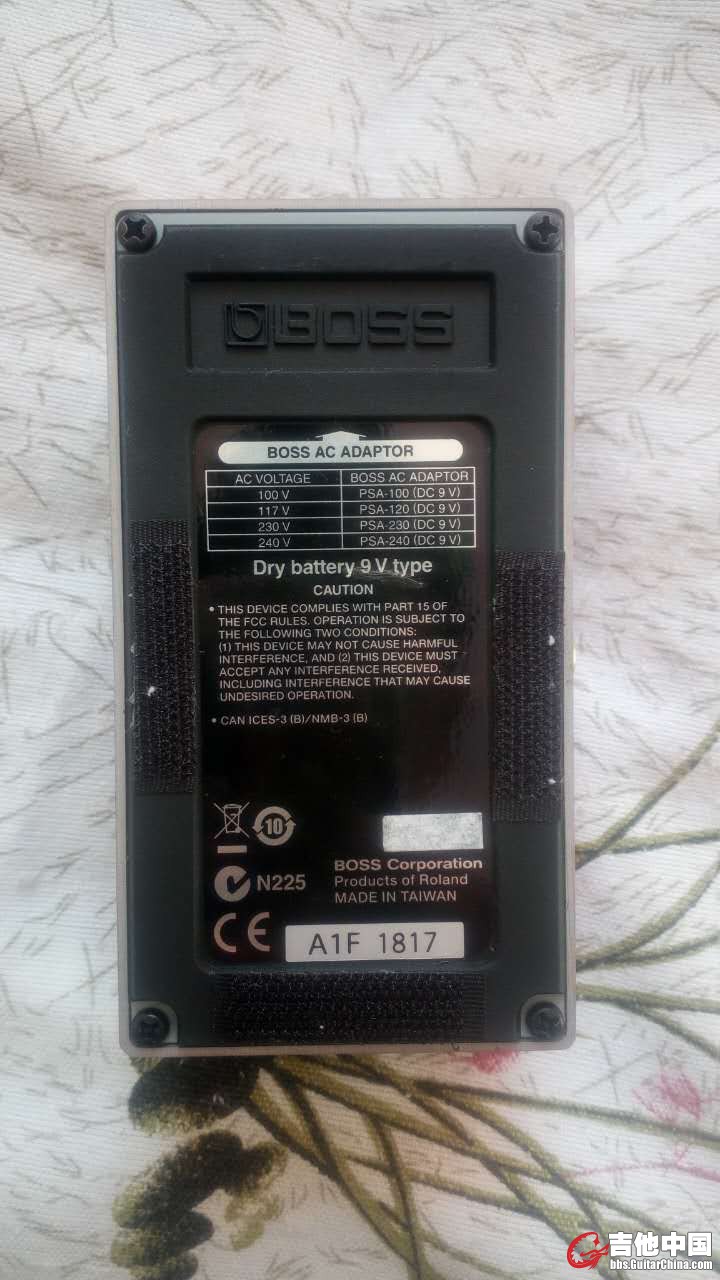 BOSS
BOSS AC ADAPTOR
AC VOLTAGE BOSS AC ADAPTOR
100 V PSA-100 (DC 9 V)
117 V PSA-120 (DC 9 V)
230 V PSA-230 (DC 9 V)
240 V PSA-240 (DC 9 V)
Dry battery 9 V type
CAUTION
• THIS DEVICE COMPLIES WITH PART 15 OF
THE FCC RULES. OPERATION IS SUBJECT TO
THE FOLLOWING TWO CONDITIONS:
(1) THIS DEVICE MAY NOT CAUSE HARMFUL
INTERFERENCE, AND (2) THIS DEVICE MUST
ACCEPT ANY INTERFERENCE RECEIVED,
INCLUDING INTERFERENCE THAT MAY CAUSE
UNDESIRED OPERATION.
• CAN ICES-3 (B)/NMB-3 (B)
10
N225
BOSS Corporation
Products of Roland
MADE IN TAIWAN
CE
A1F 1817
吉他中国
bbs.GuitarChina.com